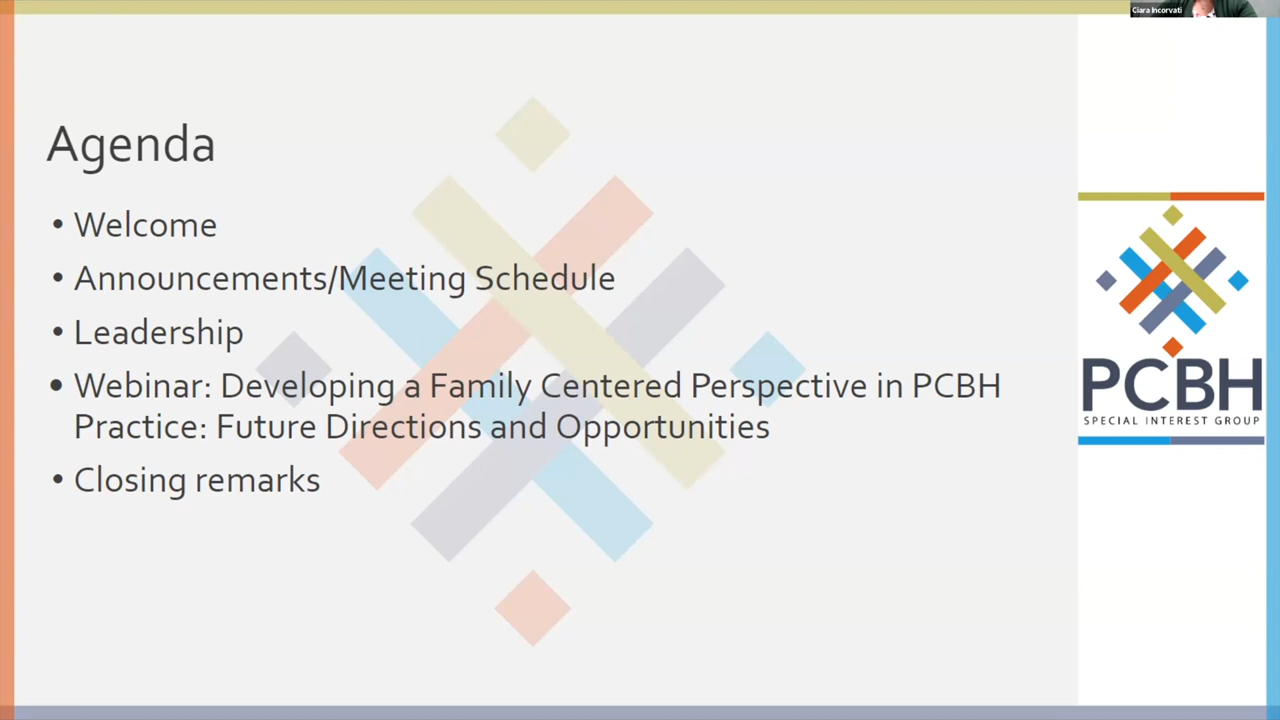 Ciara Incorvati
Agenda
• Welcome
• Announcements/Meeting Schedule
• Leadership
• Webinar: Developing a Family Centered Perspective in PCBH
Practice: Future Directions and Opportunities
• Closing remarks
PCBH
SPECIAL INTEREST GROUP